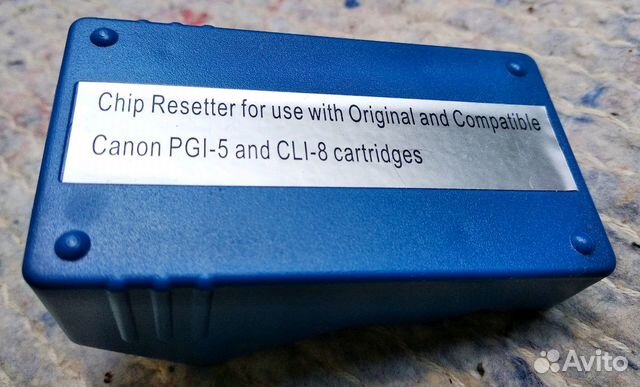 Chip Resetter for use with Original and Compatible
Canon PGI-5 and CLI-8 cartridges
Avito